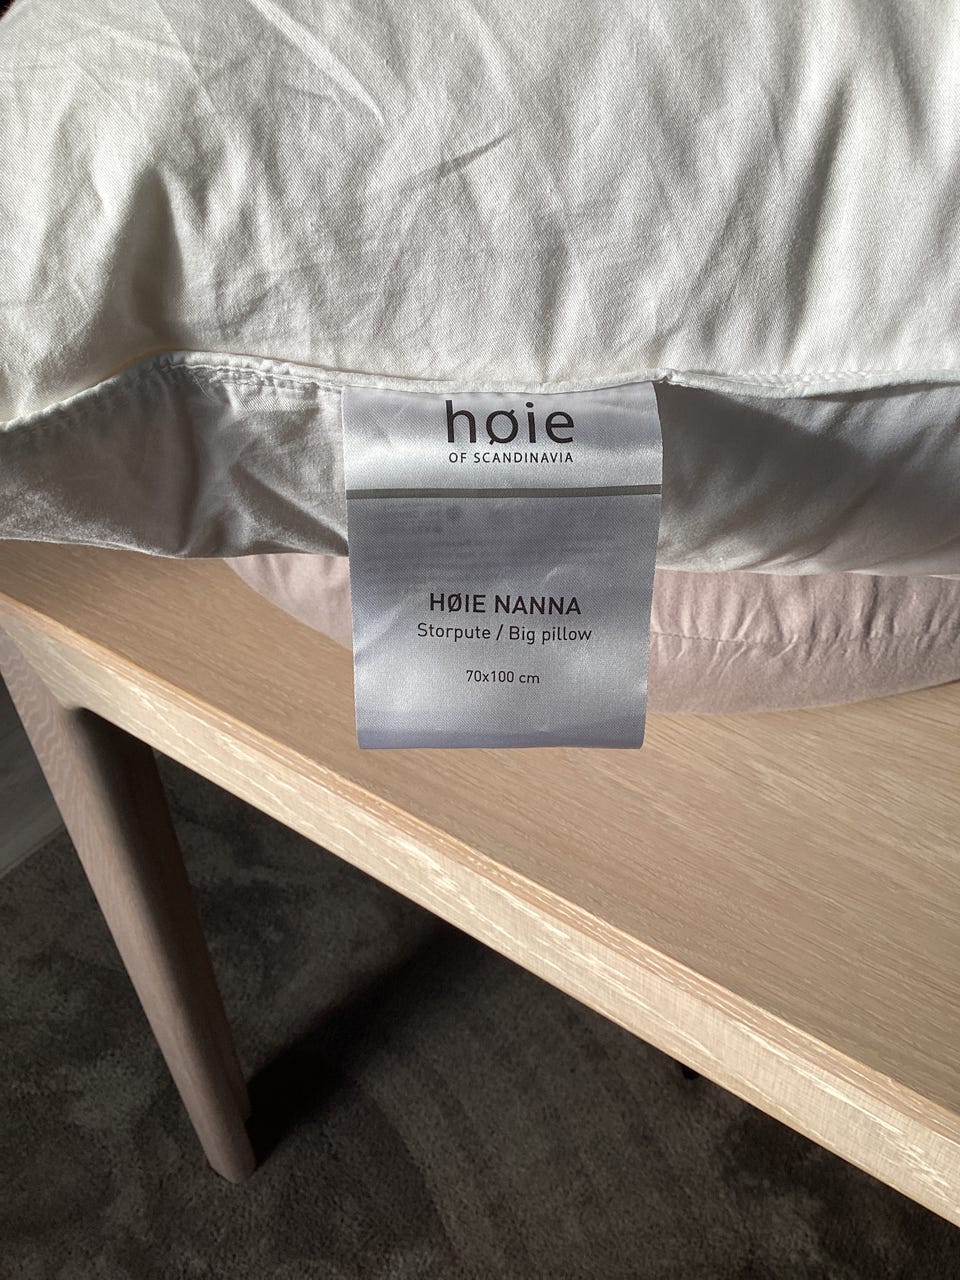 høie
OF SCANDINAVIA
HØIE NANNA
Storpute / Big pillow
70x100 cm